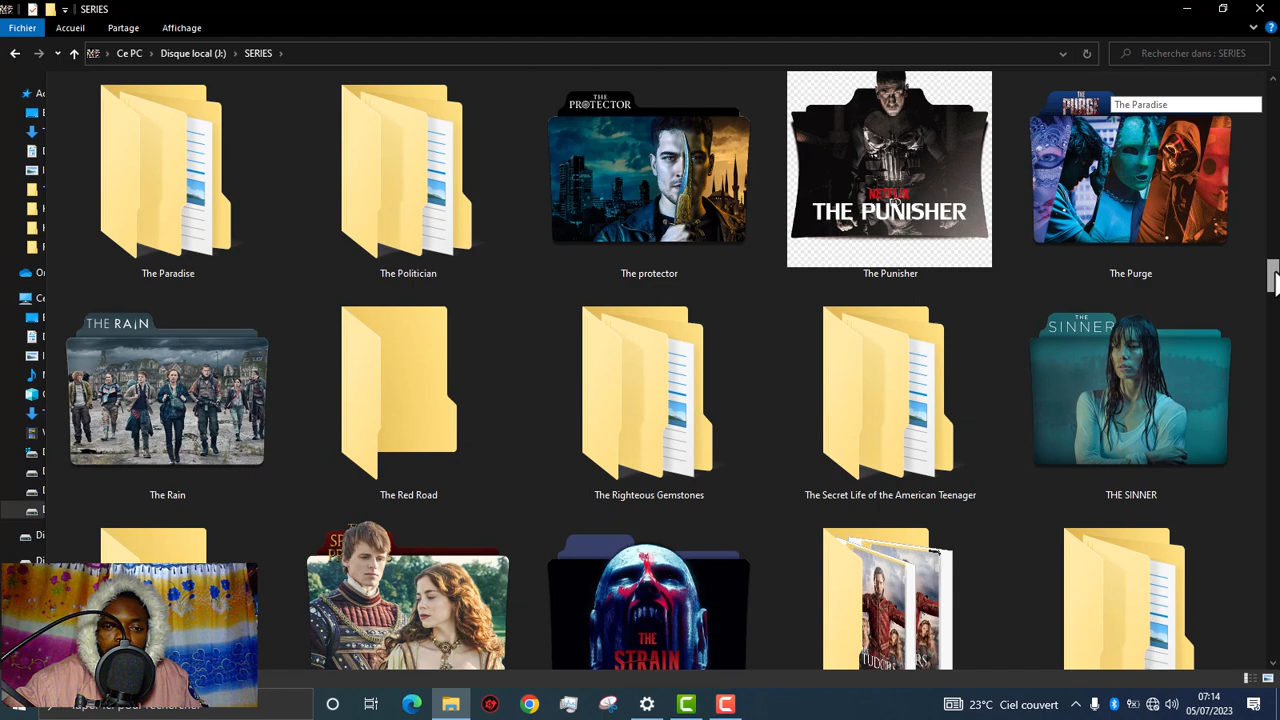 SERIES
Fichier Accueil Partage Affichage
Ce PC > Disque local (J:) > SERIES >
Rechercher dans : SERIES
THE PROTECTOR
THE PURGE
The Paradise
NETFLIX
THE PUNISHER
The Paradise
The Politician
The protector
The Punisher
The Purge
THE RAIN
THE SINNER
The Rain
The Red Road
The Righteous Gemstones
The Secret Life of the American Teenager
THE SINNER
THE STRAIN
23°C Ciel couvert
07:14
05/07/2023